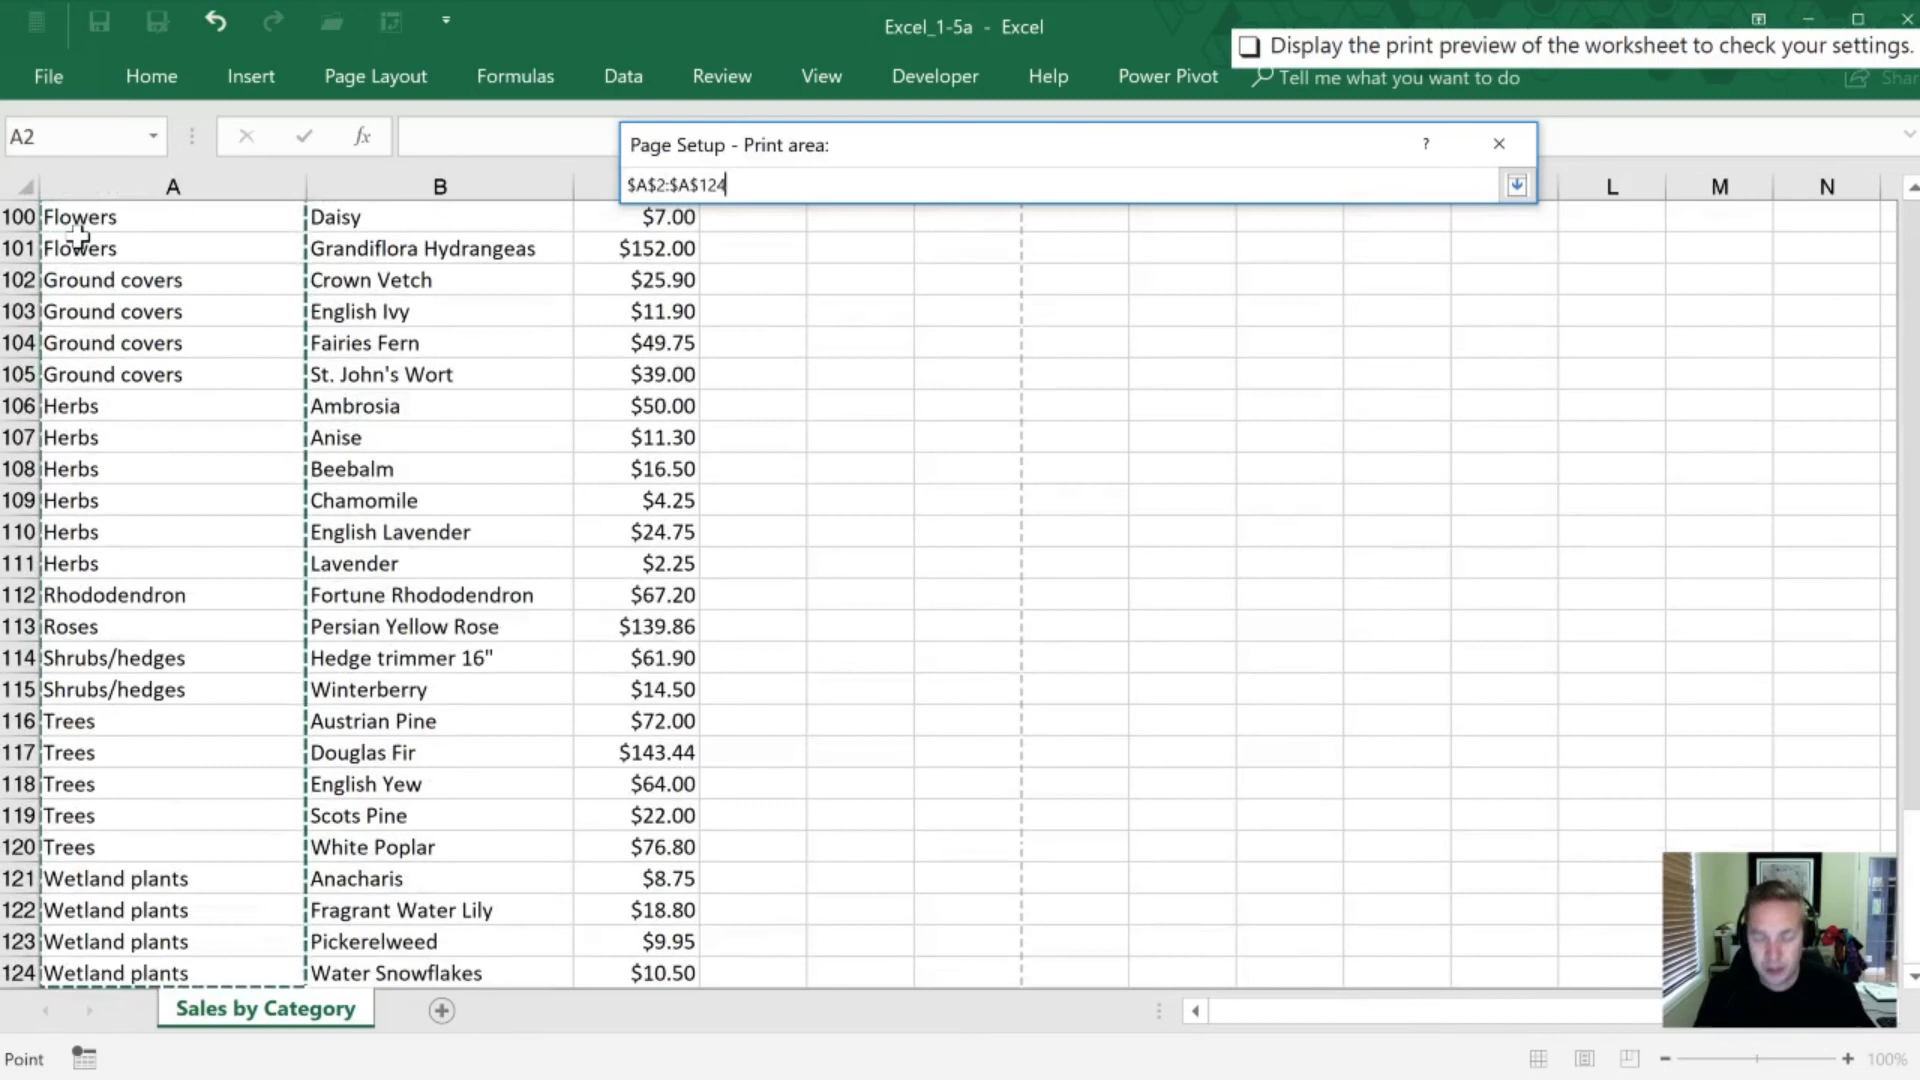 Excel_1-5a - Excel
Display the print preview of the worksheet to check your settings.
File Home Insert Page Layout Formulas Data Review View Developer Help Power Pivot Tell me what you want to do Shar
A2 fx
Page Setup - Print area: ?
$A$2:$A$124
A B L M N
100 Flowers Daisy $7.00
101 Flowers Grandiflora Hydrangeas $152.00
102 Ground covers Crown Vetch $25.90
103 Ground covers English Ivy $11.90
104 Ground covers Fairies Fern $49.75
105 Ground covers St. John's Wort $39.00
106 Herbs Ambrosia $50.00
107 Herbs Anise $11.30
108 Herbs Beebalm $16.50
109 Herbs Chamomile $4.25
110 Herbs English Lavender $24.75
111 Herbs Lavender $2.25
112 Rhododendron Fortune Rhododendron $67.20
113 Roses Persian Yellow Rose $139.86
114 Shrubs/hedges Hedge trimmer 16" $61.90
115 Shrubs/hedges Winterberry $14.50
116 Trees Austrian Pine $72.00
117 Trees Douglas Fir $143.44
118 Trees English Yew $64.00
119 Trees Scots Pine $22.00
120 Trees White Poplar $76.80
121 Wetland plants Anacharis $8.75
122 Wetland plants Fragrant Water Lily $18.80
123 Wetland plants Pickerelweed $9.95
124 Wetland plants Water Snowflakes $10.50
Sales by Category
Point 100%